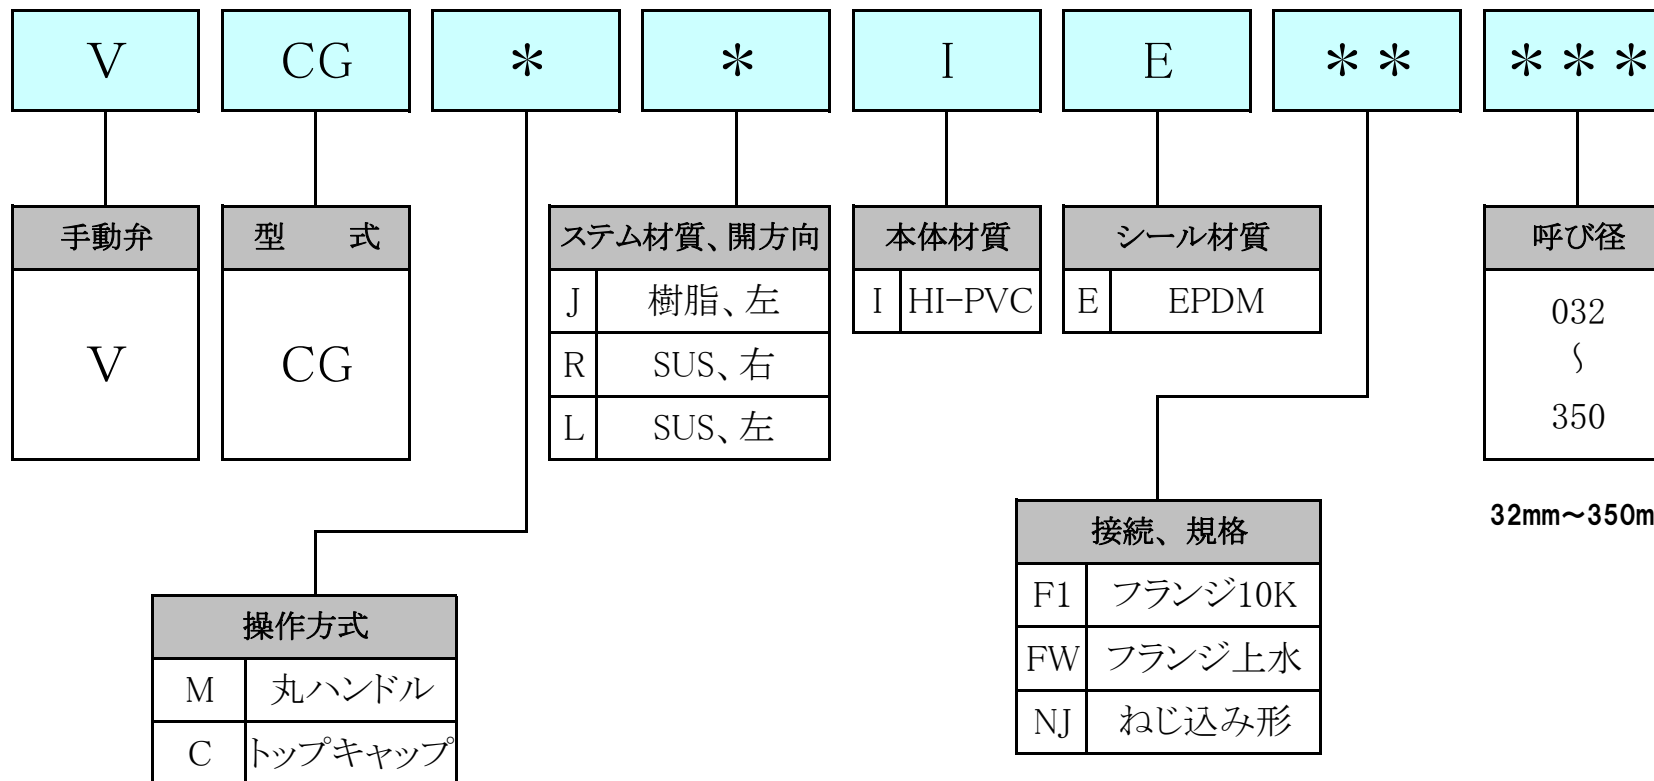 V CG * * I E ** ***
手動弁 型 式 ステム材質、開方向 本体材質 シール材質 呼び径
V CG
J 樹脂、左
R SUS、右
L SUS、左
I HI-PVC
E EPDM
032
〜
350
32mm〜350m
接続、規格
F1 フランジ10K
FW フランジ上水
NJ ねじ込み形
操作方式
M 丸ハンドル
C トップキャップ